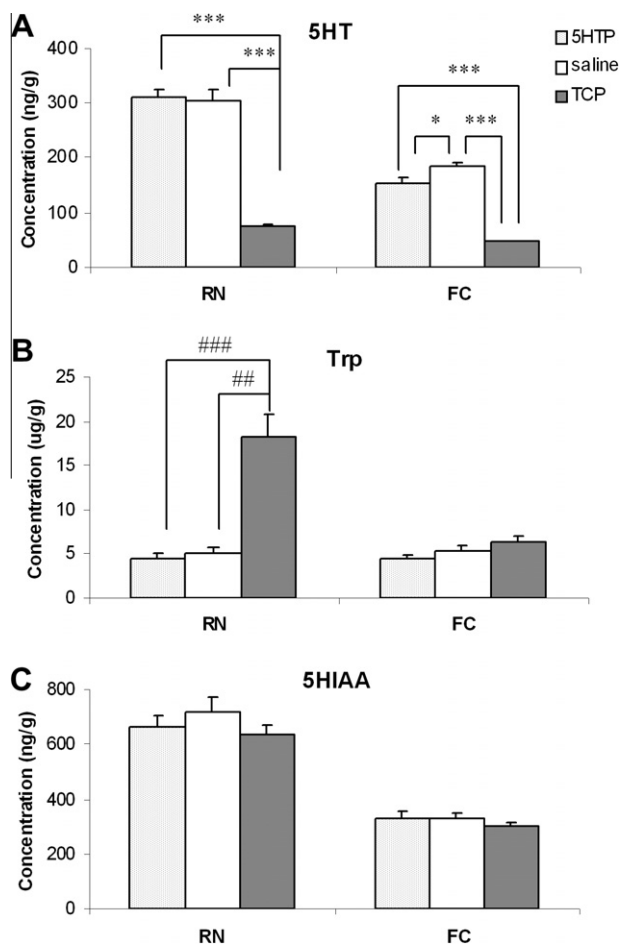 A
5HT
5HTP
saline
TCP
***
***
***
*
***
Concentration (ng/g)
400
300
200
100
0
RN
FC
B
Trp
###
##
Concentration (ug/g)
25
20
15
10
5
0
RN
FC
C
5HIAA
Concentration (ng/g)
800
600
400
200
0
RN
FC